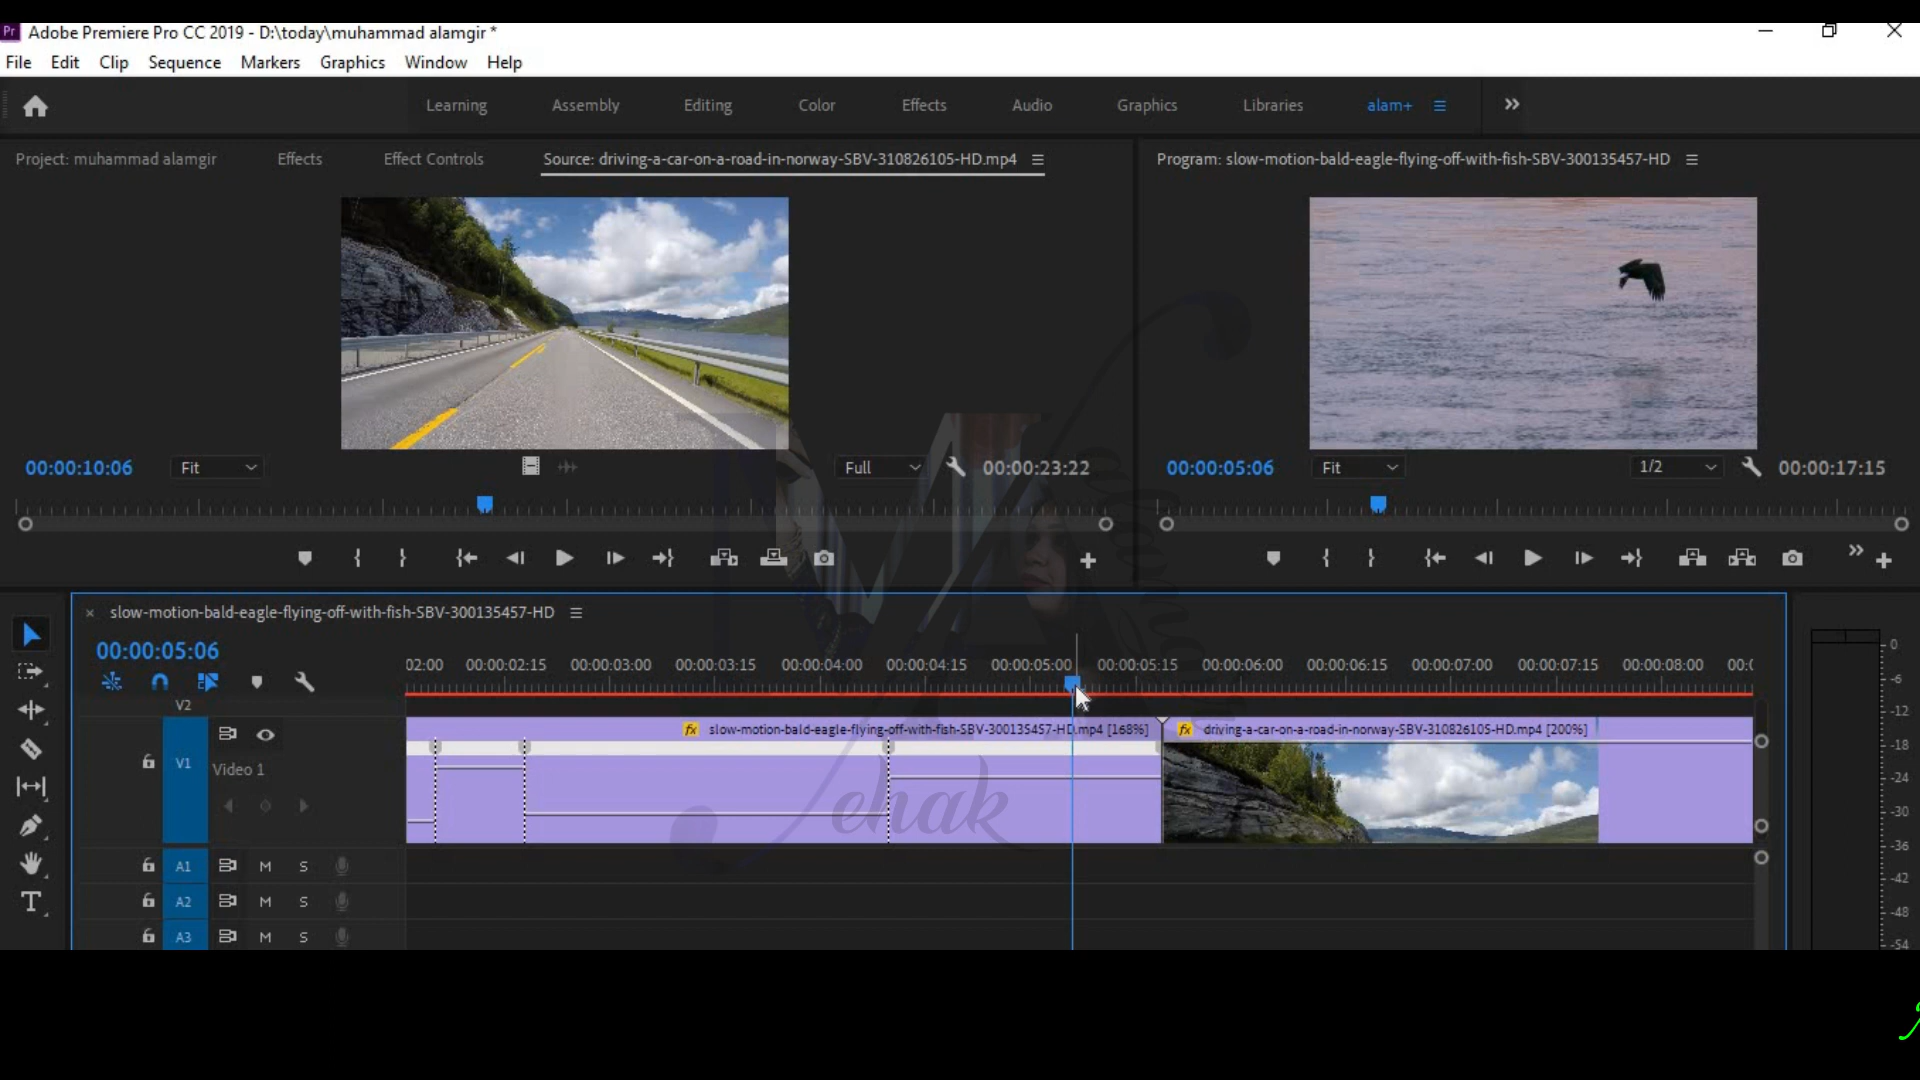 Pr Adobe Premiere Pro CC 2019 - D:\today\muhammad alamgir *
File Edit Clip Sequence Markers Graphics Window Help
Learning Assembly Editing Color Effects Audio Graphics Libraries alam+
Project: muhammad alamgir Effects Effect Controls Source: driving-a-car-on-a-road-in-norway-SBV-310826105-HD.mp4 Program: slow-motion-bald-eagle-flying-off-with-fish-SBV-300135457-HD
00:00:10:06 Fit Full 00:00:23:22 00:00:05:06 Fit 1/2 00:00:17:15
slow-motion-bald-eagle-flying-off-with-fish-SBV-300135457-HD
00:00:05:06
02:00 00:00:02:15 00:00:03:00 00:00:03:15 00:00:04:00 00:00:04:15 00:00:05:00 00:00:05:15 00:00:06:00 00:00:06:15 00:00:07:00 00:00:07:15 00:00:08:00 00:0
V2
fx slow-motion-bald-eagle-flying-off-with-fish-SBV-300135457-HD.mp4 [168%] fx driving-a-car-on-a-road-in-norway-SBV-310826105-HD.mp4 [200%]
V1 Video 1
A1 M S
A2 M S
A3 M S
0
-6
-12
-18
-24
-30
-36
-42
-48
-54
ehak